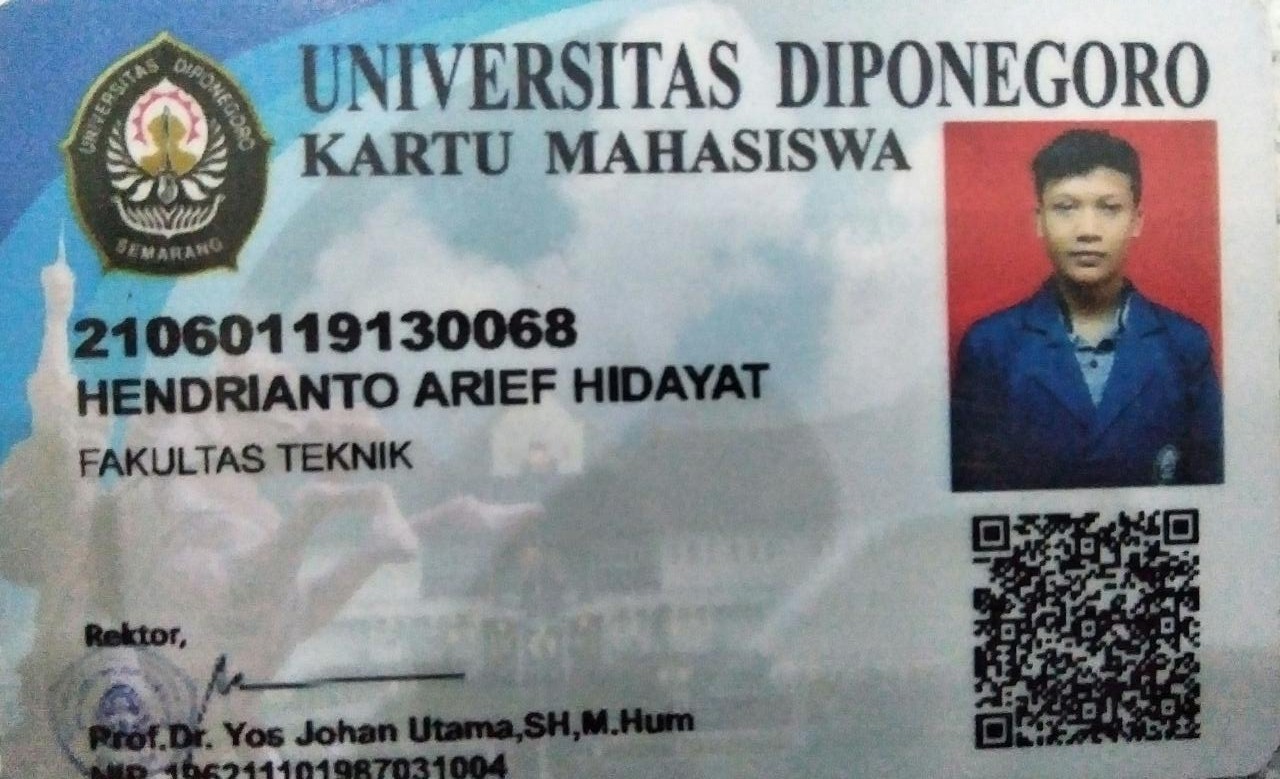 UNIVERSITAS DIPONEGORO
KARTU MAHASISWA
UNIVERSITAS DIPONEGORO
SEMARANG
21060119130068
HENDRIANTO ARIEF HIDAYAT
FAKULTAS TEKNIK
Rektor,
Prof.Dr. Yos Johan Utama,SH,M.Hum
NIP. 196211101987031004